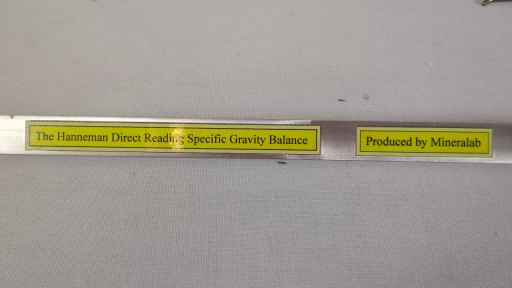 The Hanneman Direct Reading Specific Gravity Balance
Produced by Mineralab